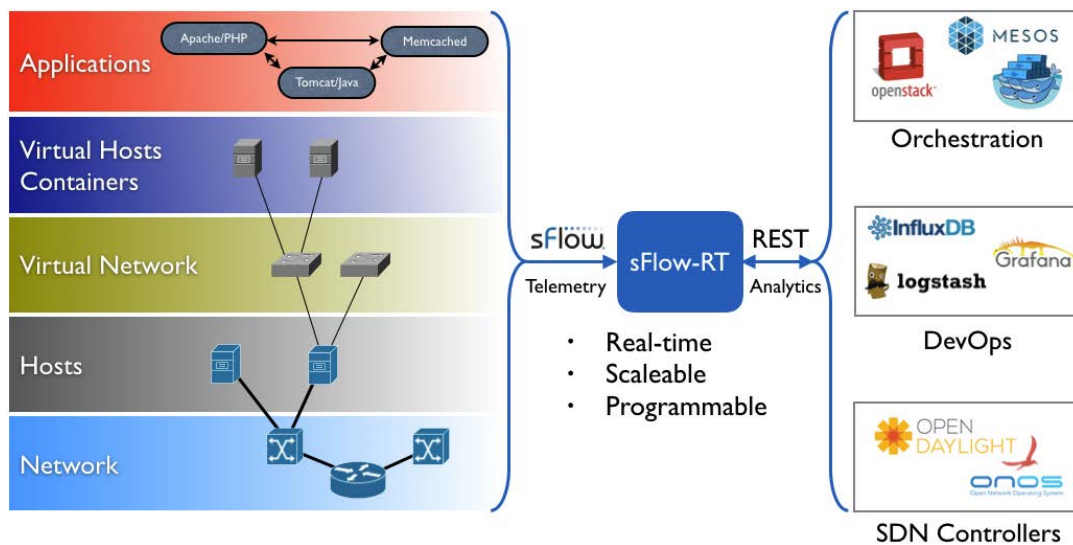 Applications
Apache/PHP
Memcached
Tomcat/Java
Virtual Hosts
Containers
Virtual Network
Hosts
Network
sFlow
Telemetry
sFlow-RT
REST
Analytics
· Real-time
· Scaleable
· Programmable
openstack™
MESOS
Orchestration
InfluxDB
Grafana
logstash
DevOps
OPEN
DAYLIGHT
onos
Open Network Operating System
SDN Controllers